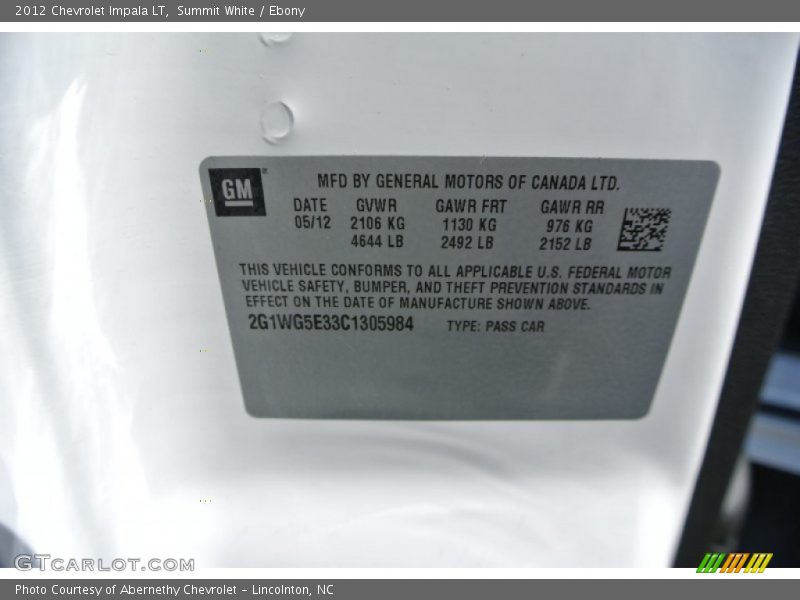 2012 Chevrolet Impala LT, Summit White / Ebony
GM
MFD BY GENERAL MOTORS OF CANADA LTD.
DATE GVWR GAWR FRT GAWR RR
05/12 2106 KG 1130 KG 976 KG
4644 LB 2492 LB 2152 LB
THIS VEHICLE CONFORMS TO ALL APPLICABLE U.S. FEDERAL MOTOR
VEHICLE SAFETY, BUMPER, AND THEFT PREVENTION STANDARDS IN
EFFECT ON THE DATE OF MANUFACTURE SHOWN ABOVE.
2G1WG5E33C1305984 TYPE: PASS CAR
GTCARLOT.COM
Photo Courtesy of Abernethy Chevrolet - Lincolnton, NC